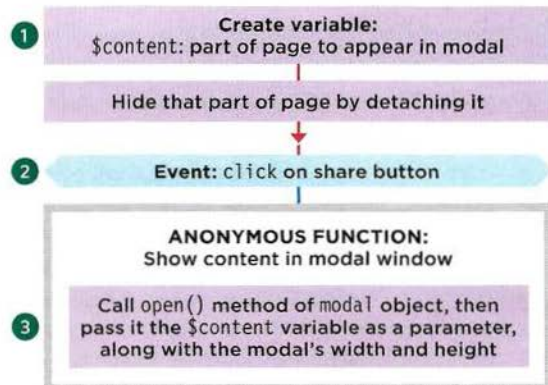 1
Create variable:
$content: part of page to appear in modal
Hide that part of page by detaching it
2
Event: click on share button
ANONYMOUS FUNCTION:
Show content in modal window
3
Call open() method of modal object, then
pass it the $content variable as a parameter,
along with the modal's width and height